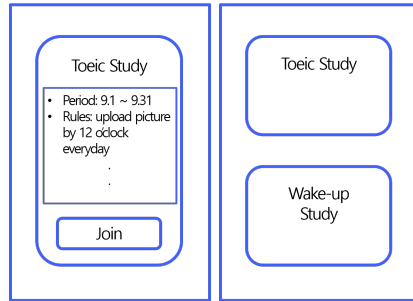 Toeic Study
• Period: 9.1 ~ 9.31
• Rules: upload picture
by 12 o'clock
everyday
.
.
Join
Toeic Study
Wake-up
Study